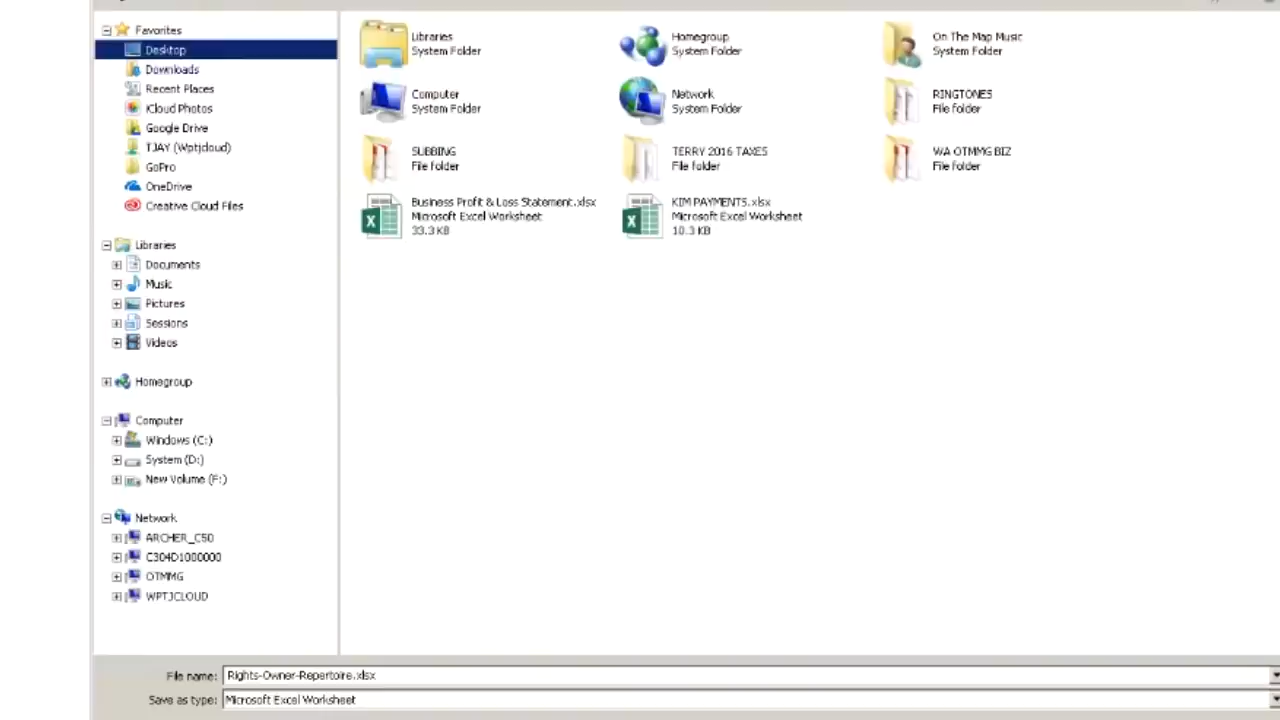 Favorites
Desktop
Downloads
Recent Places
iCloud Photos
Google Drive
TJAY (Wptjcloud)
GoPro
OneDrive
Creative Cloud Files
Libraries
Documents
Music
Pictures
Sessions
Videos
Homegroup
Computer
Windows (C:)
System (D:)
New Volume (F:)
Network
ARCHER_C50
C304D1000000
OTMMG
WPTJCLOUD
Libraries
System Folder
Homegroup
System Folder
On The Map Music
System Folder
Computer
System Folder
Network
System Folder
RINGTONES
File folder
SUBBING
File folder
TERRY 2016 TAXES
File folder
WA OTMMG BIZ
File folder
Business Profit & Loss Statement.xlsx
Microsoft Excel Worksheet
33.3 KB
KIM PAYMENTS.xlsx
Microsoft Excel Worksheet
10.3 KB
File name: Rights-Owner-Repertoire.xlsx
Save as type: Microsoft Excel Worksheet